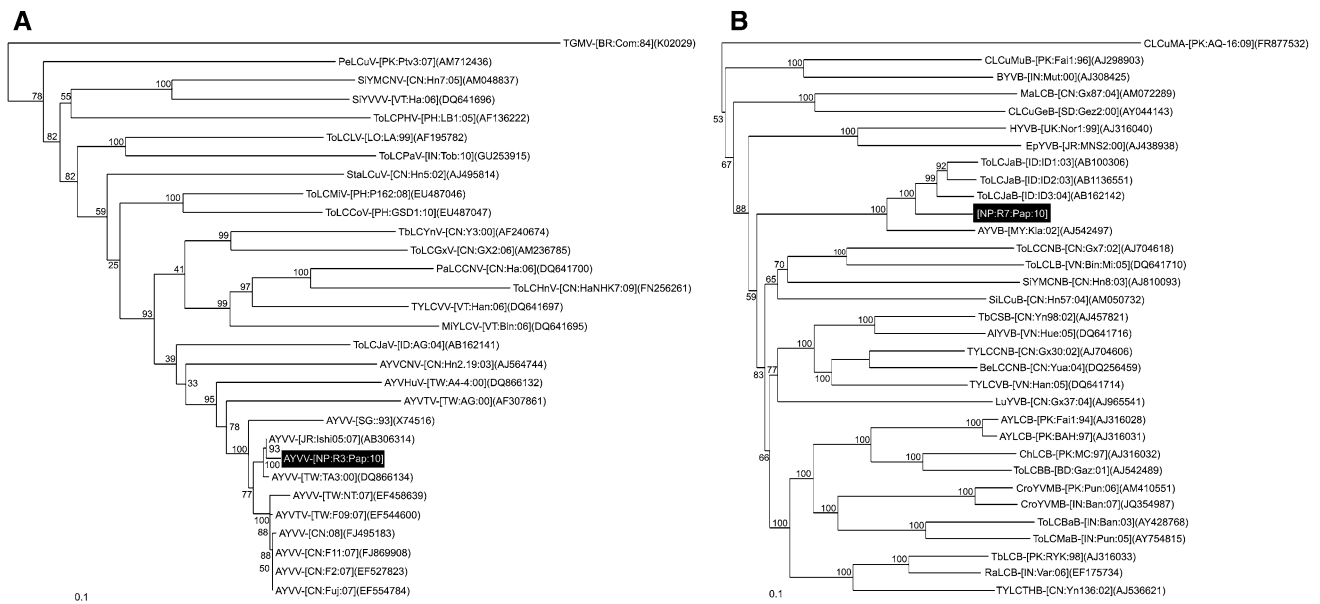 A
TGMV-[BR:Com:84](K02029)
PeLCuV-[PK:Ptv3:07](AM712436)
SiYMCNV-[CN:Hn7:05](AM048837)
SiYVVV-[VT:Ha:06](DQ641696)
ToLCPHV-[PH:LB1:05](AF136222)
ToLCLV-[LO:LA:99](AF195782)
ToLCPaV-[IN:Tob:10](GU253915)
StaLCuV-[CN:Hn5:02](AJ495814)
ToLCMiV-[PH:P162:08](EU487046)
ToLCCoV-[PH:GSD1:10](EU487047)
TbLCYnV-[CN:Y3:00](AF240674)
ToLCGxV-[CN:GX2:06](AM236785)
PaLCCNV-[CN:Ha:06](DQ641700)
ToLCHnV-[CN:HaNHK7:09](FN256261)
TYLCVV-[VT:Han:06](DQ641697)
MiYLCV-[VT:Bin:06](DQ641695)
ToLCJaV-[ID:AG:04](AB162141)
AYVCNV-[CN:Hn2.19:03](AJ564744)
AYVHuV-[TW:A4-4:00](DQ866132)
AYVTV-[TW:AG:00](AF307861)
AYVV-[SG::93](X74516)
AYVV-[JR:Ishi05:07](AB306314)
AYVV-[NP:R3:Pap:10]
AYVV-[TW:TA3:00](DQ866134)
AYVV-[TW:NT:07](EF458639)
AYVTV-[TW:F09:07](EF544600)
AYVV-[CN:08](FJ495183)
AYVV-[CN:F11:07](FJ869908)
AYVV-[CN:F2:07](EF527823)
AYVV-[CN:Fuj:07](EF554784)
78
55
100
82
100
82
59
100
25
99
41
100
97
99
93
39
33
95
78
100
93
100
77
100
88
88
50
0.1
B
CLCuMA-[PK:AQ-16:09](FR877532)
CLCuMuB-[PK:Fai1:96](AJ298903)
BYVB-[IN:Mut:00](AJ308425)
MaLCB-[CN:Gx87:04](AM072289)
CLCuGeB-[SD:Gez2:00](AY044143)
HYVB-[UK:Nor1:99](AJ316040)
EpYVB-[JR:MNS2:00](AJ438938)
ToLCJaB-[ID:ID1:03](AB100306)
ToLCJaB-[ID:ID2:03](AB1136551)
ToLCJaB-[ID:ID3:04](AB162142)
[NP:R7:Pap:10]
AYVB-[MY:Kla:02](AJ542497)
ToLCCNB-[CN:Gx7:02](AJ704618)
ToLCLB-[VN:Bin:Mi:05](DQ641710)
SiYMCNB-[CN:Hn8:03](AJ810093)
SiLCuB-[CN:Hn57:04](AM050732)
TbCSB-[CN:Yn98:02](AJ457821)
AlYVB-[VN:Hue:05](DQ641716)
TYLCCNB-[CN:Gx30:02](AJ704606)
BeLCCNB-[CN:Yua:04](DQ256459)
TYLCVB-[VN:Han:05](DQ641714)
LuYVB-[CN:Gx37:04](AJ965541)
AYLCB-[PK:Fai1:94](AJ316028)
AYLCB-[PK:BAH:97](AJ316031)
ChLCB-[PK:MC:97](AJ316032)
ToLCBB-[BD:Gaz:01](AJ542489)
CroYVMB-[PK:Pun:06](AM410551)
CroYVMB-[IN:Ban:07](JQ354987)
ToLCBaB-[IN:Ban:03](AY428768)
ToLCMaB-[IN:Pun:05](AY754815)
TbLCB-[PK:RYK:98](AJ316033)
RaLCB-[IN:Var:06](EF175734)
TYLCTHB-[CN:Yn136:02](AJ536621)
100
100
53
100
67
92
99
100
100
88
100
70
65
59
100
100
83
77
100
100
100
100
66
100
100
100
100
100
100
100
0.1